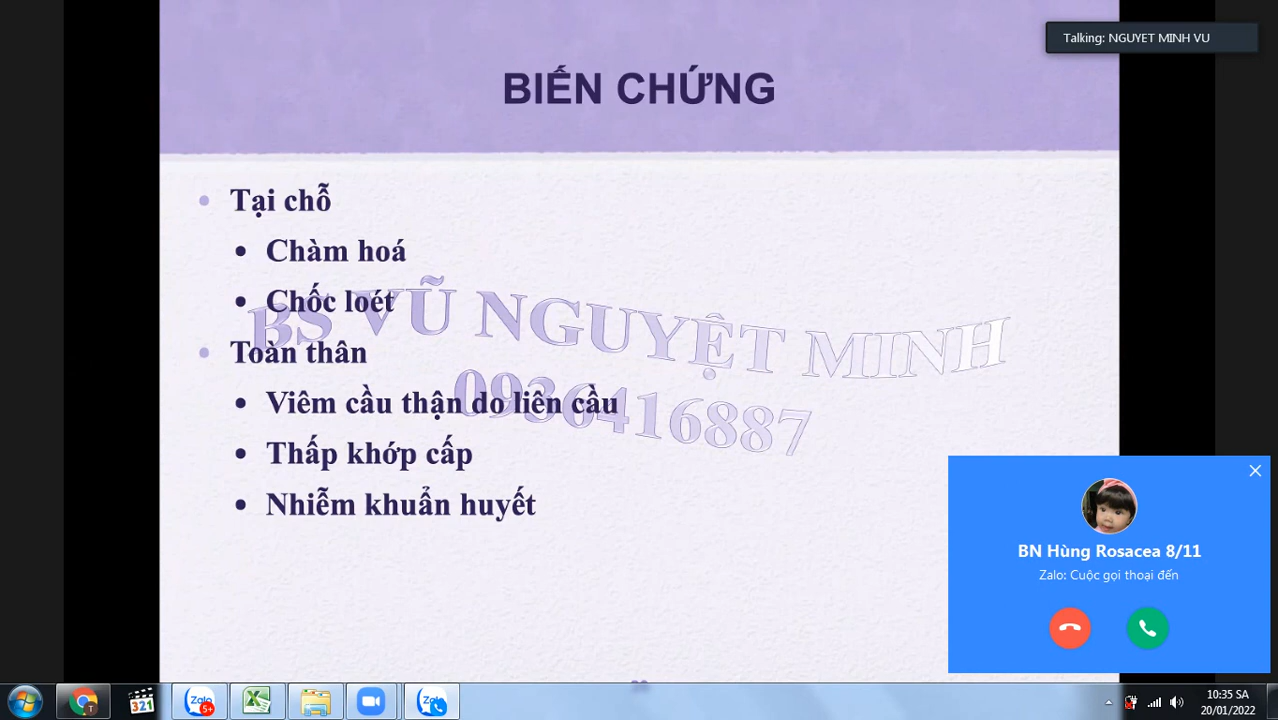 Talking: NGUYET MINH VU
BIẾN CHỨNG
Tại chỗ
Chàm hoá
Chốc loét
BS VŨ NGUYỆT MINH
Toàn thân
0936416887
Viêm cầu thận do liên cầu
Thấp khớp cấp
Nhiễm khuẩn huyết
BN Hùng Rosacea 8/11
Zalo: Cuộc gọi thoại đến
T
321
Zalo
5+
Zalo
10:35 SA
20/01/2022